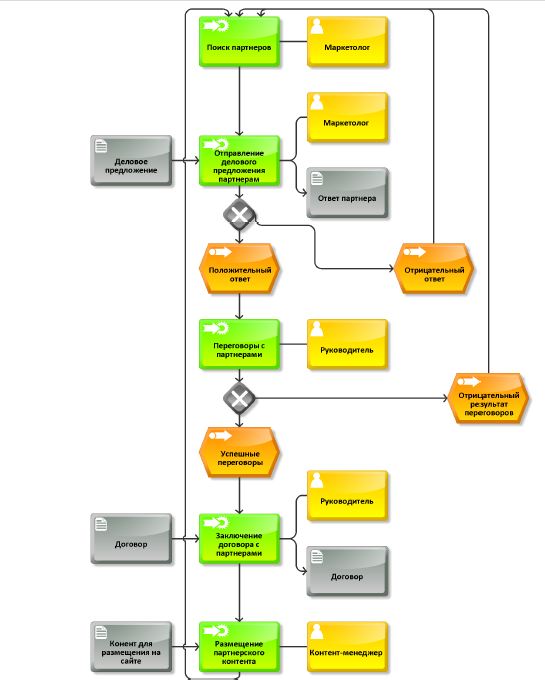 Поиск партнеров
Маркетолог
Маркетолог
Деловое
предложение
Отправление
делового
предложения
партнерам
Ответ партнера
Положительный
ответ
Отрицательный
ответ
Переговоры с
партнерами
Руководитель
Отрицательный
результат
переговоров
Успешные
переговоры
Руководитель
Договор
Заключение
договора с
партнерами
Договор
Конент для
размещения на
сайте
Размещение
партнерского
контента
Контент-менеджер